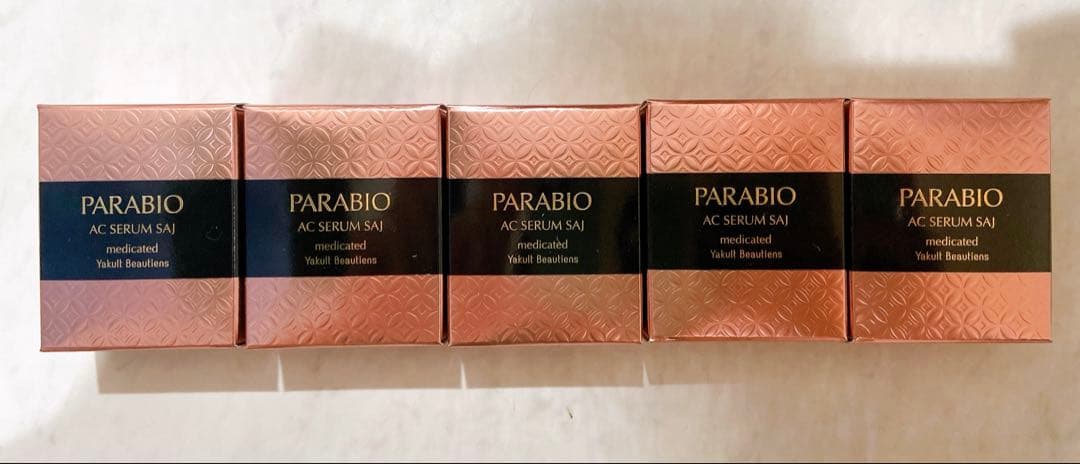 PARABIO
AC SERUM SAJ
medicated
Yakult Beautiens
PARABIO
AC SERUM SAJ
medicated
Yakult Beautiens
PARABIO
AC SERUM SAJ
medicated
Yakult Beautiens
PARABIO
AC SERUM SAJ
medicated
Yakult Beautiens
PARABIO
AC SERUM SAJ
medicated
Yakult Beautiens